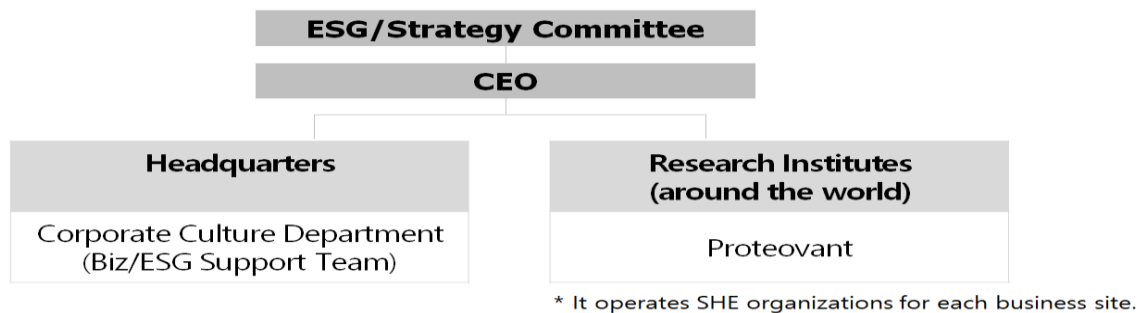 ESG/Strategy Committee
CEO
Headquarters
Corporate Culture Department
(Biz/ESG Support Team)
Research Institutes
(around the world)
Proteovant
* It operates SHE organizations for each business site.